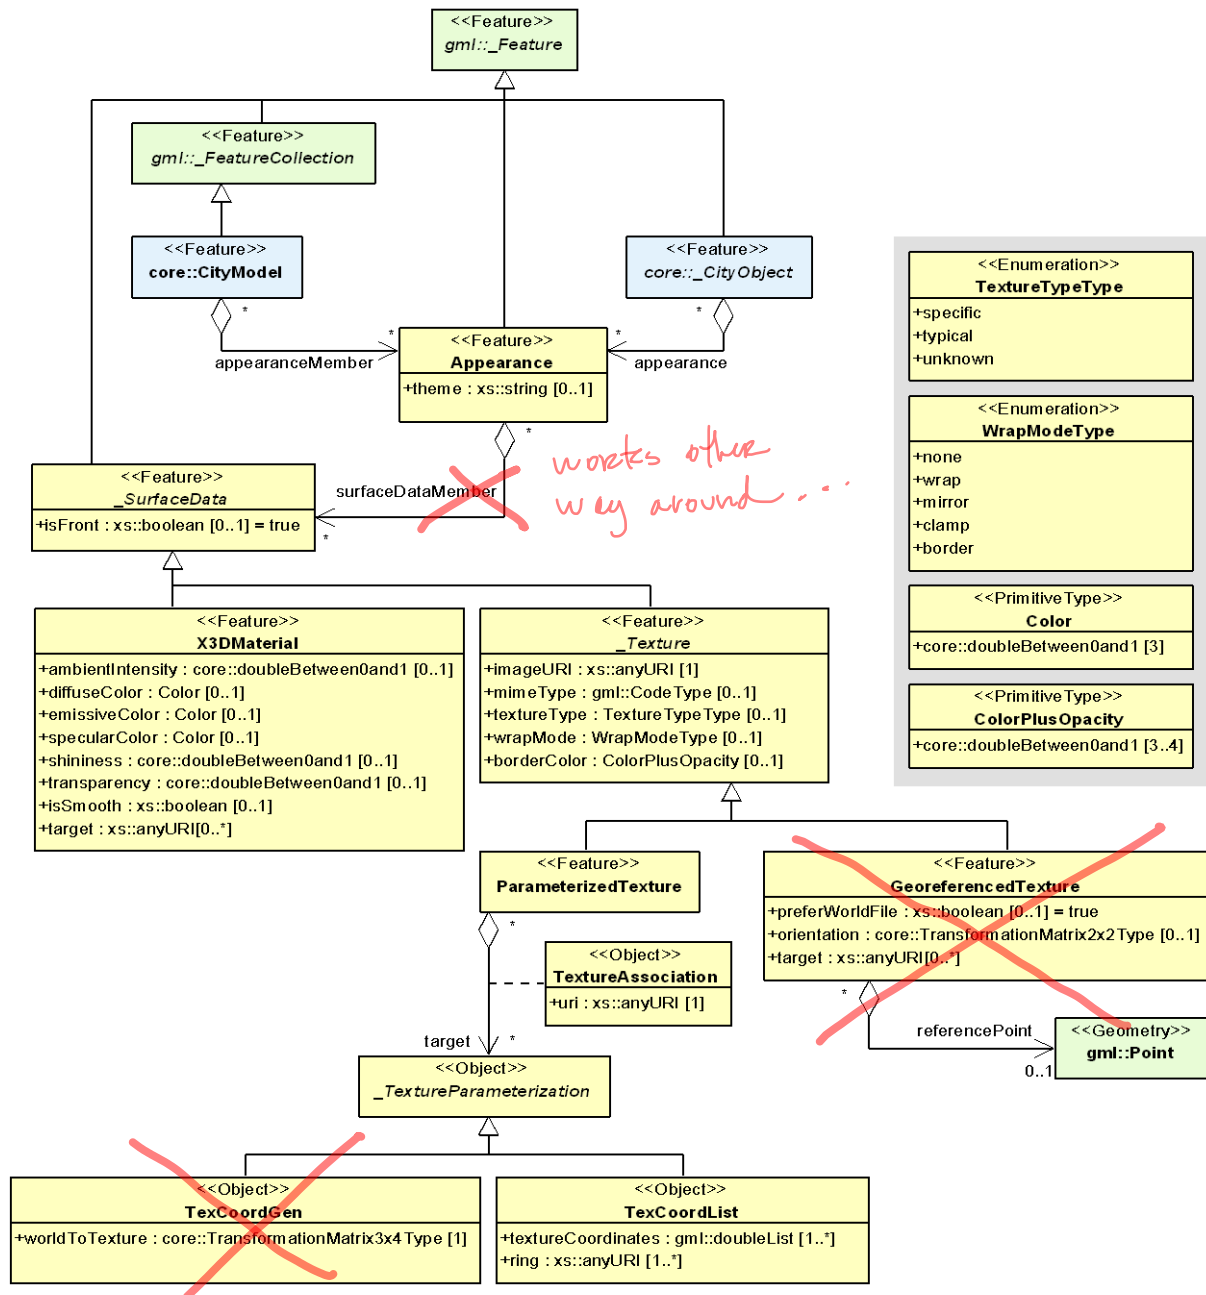 <<Feature>>
gml::_Feature
<<Feature>>
gml::_FeatureCollection
<<Feature>>
core::CityModel
<<Feature>>
core::_CityObject
*
*
*
*
appearanceMember
appearance
<<Feature>>
Appearance
+theme : xs::string [0..1]
*
works other
way around....
surfaceDataMember
*
<<Feature>>
_SurfaceData
+isFront : xs::boolean [0..1] = true
<<Feature>>
X3DMaterial
+ambientIntensity : core::doubleBetween0and1 [0..1]
+diffuseColor : Color [0..1]
+emissiveColor : Color [0..1]
+specularColor : Color [0..1]
+shininess : core::doubleBetween0and1 [0..1]
+transparency : core::doubleBetween0and1 [0..1]
+isSmooth : xs::boolean [0..1]
+target : xs::anyURI[0..*]
<<Feature>>
_Texture
+imageURI : xs::anyURI [1]
+mimeType : gml::CodeType [0..1]
+textureType : TextureTypeType [0..1]
+wrapMode : WrapModeType [0..1]
+borderColor : ColorPlusOpacity [0..1]
<<Enumeration>>
TextureTypeType
+specific
+typical
+unknown
<<Enumeration>>
WrapModeType
+none
+wrap
+mirror
+clamp
+border
<<PrimitiveType>>
Color
+core::doubleBetween0and1 [3]
<<PrimitiveType>>
ColorPlusOpacity
+core::doubleBetween0and1 [3..4]
<<Feature>>
ParameterizedTexture
*
<<Feature>>
GeoreferencedTexture
+preferWorldFile : xs::boolean [0..1] = true
+orientation : core::TransformationMatrix2x2Type [0..1]
+target : xs::anyURI[0..*]
*
referencePoint
0..1
<<Geometry>>
gml::Point
<<Object>>
TextureAssociation
+uri : xs::anyURI [1]
target
*
<<Object>>
_TextureParameterization
<<Object>>
TexCoordGen
+worldToTexture : core::TransformationMatrix3x4Type [1]
<<Object>>
TexCoordList
+textureCoordinates : gml::doubleList [1..*]
+ring : xs::anyURI [1..*]